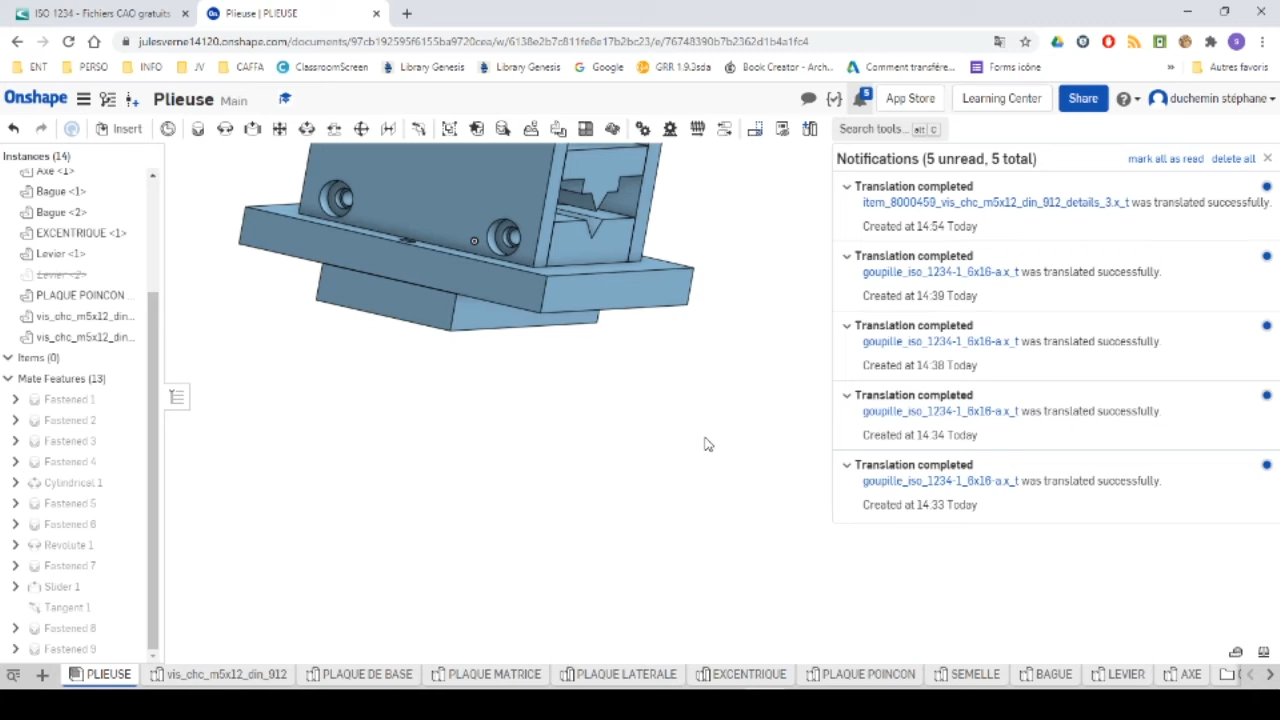 ISO 1234 - Fichiers CAO gratuits
Plieuse | PLIEUSE
julesverne14120.onshape.com/documents/97cb192595f6155ba9720cea/w/6138e2b7c811fe8e17b2bc23/e/76748390b7b2362d1b4a1fc4
ENT PERSO INFO JV CAFFA ClassroomScreen Library Genesis Library Genesis Google GRR 1.9.3sda Book Creator - Arch... Comment transfére... Forms icône » Autres favoris
Onshape Plieuse Main 5 App Store Learning Center Share duchemin stéphane
Insert Search tools... alt C
Instances (14)
Axe <1>
Bague <1>
Bague <2>
EXCENTRIQUE <1>
Levier <1>
Levier <2>
PLAQUE POINCON ...
vis_chc_m5x12_din...
vis_chc_m5x12_din...
Items (0)
Mate Features (13)
Fastened 1
Fastened 2
Fastened 3
Fastened 4
Cylindrical 1
Fastened 5
Fastened 6
Revolute 1
Fastened 7
Slider 1
Tangent 1
Fastened 8
Fastened 9
Notifications (5 unread, 5 total) mark all as read delete all
Translation completed
item_8000459_vis_chc_m5x12_din_912_details_3.x_t was translated successfully.
Created at 14:54 Today
Translation completed
goupille_iso_1234-1_6x16-a.x_t was translated successfully.
Created at 14:39 Today
Translation completed
goupille_iso_1234-1_6x16-a.x_t was translated successfully.
Created at 14:38 Today
Translation completed
goupille_iso_1234-1_6x16-a.x_t was translated successfully.
Created at 14:34 Today
Translation completed
goupille_iso_1234-1_6x16-a.x_t was translated successfully.
Created at 14:33 Today
PLIEUSE vis_chc_m5x12_din_912 PLAQUE DE BASE PLAQUE MATRICE PLAQUE LATERALE EXCENTRIQUE PLAQUE POINCON SEMELLE BAGUE LEVIER AXE